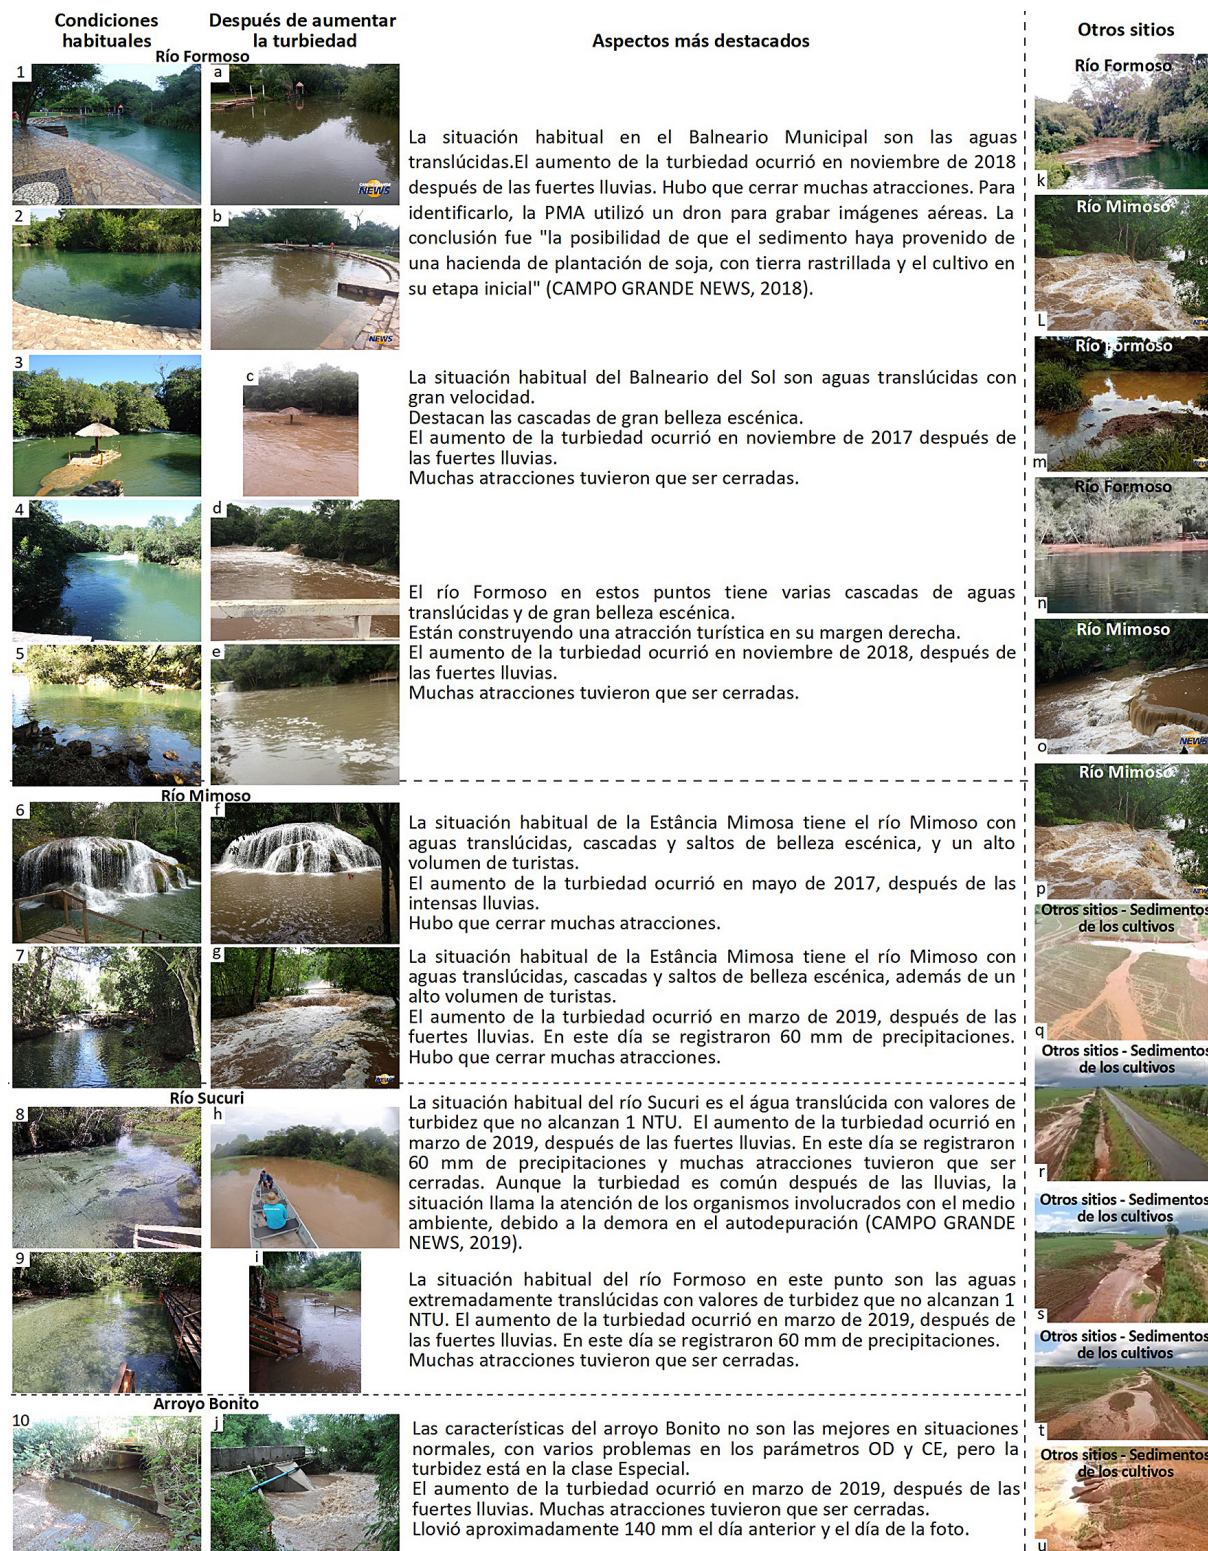 Condiciones
habituales
Después de aumentar
la turbiedad
Aspectos más destacados
Otros sitios
Río Formoso
1
a
La situación habitual en el Balneario Municipal son las aguas
translúcidas.El aumento de la turbiedad ocurrió en noviembre de 2018
después de las fuertes lluvias. Hubo que cerrar muchas atracciones. Para
identificarlo, la PMA utilizó un dron para grabar imágenes aéreas. La
conclusión fue "la posibilidad de que el sedimento haya provenido de
una hacienda de plantación de soja, con tierra rastrillada y el cultivo en
su etapa inicial" (CAMPO GRANDE NEWS, 2018).
NEWS
2
b
NEWS
3
c
La situación habitual del Balneario del Sol son aguas translúcidas con
gran velocidad.
Destacan las cascadas de gran belleza escénica.
El aumento de la turbiedad ocurrió en noviembre de 2017 después de
las fuertes lluvias.
Muchas atracciones tuvieron que ser cerradas.
4
d
El río Formoso en estos puntos tiene varias cascadas de aguas
translúcidas y de gran belleza escénica.
Están construyendo una atracción turística en su margen derecha.
El aumento de la turbiedad ocurrió en noviembre de 2018, después de
las fuertes lluvias.
Muchas atracciones tuvieron que ser cerradas.
5
e
Río Mimoso
6
f
La situación habitual de la Estância Mimosa tiene el río Mimoso con
aguas translúcidas, cascadas y saltos de belleza escénica, y un alto
volumen de turistas.
El aumento de la turbiedad ocurrió en mayo de 2017, después de las
intensas lluvias.
Hubo que cerrar muchas atracciones.
7
g
La situación habitual de la Estância Mimosa tiene el río Mimoso con
aguas translúcidas, cascadas y saltos de belleza escénica, además de un
alto volumen de turistas.
El aumento de la turbiedad ocurrió en marzo de 2019, después de las
fuertes lluvias. En este día se registraron 60 mm de precipitaciones.
Hubo que cerrar muchas atracciones.
NEWS
Río Sucuri
8
h
La situación habitual del río Sucuri es el água translúcida con valores de
turbidez que no alcanzan 1 NTU. El aumento de la turbiedad ocurrió en
marzo de 2019, después de las fuertes lluvias. En este día se registraron
60 mm de precipitaciones y muchas atracciones tuvieron que ser
cerradas. Aunque la turbiedad es común después de las lluvias, la
situación llama la atención de los organismos involucrados con el medio
ambiente, debido a la demora en el autodepuración (CAMPO GRANDE
NEWS, 2019).
9
i
La situación habitual del río Formoso en este punto son las aguas
extremadamente translúcidas con valores de turbidez que no alcanzan 1
NTU. El aumento de la turbiedad ocurrió en marzo de 2019, después de
las fuertes lluvias. En este día se registraron 60 mm de precipitaciones.
Muchas atracciones tuvieron que ser cerradas.
Arroyo Bonito
10
j
Las características del arroyo Bonito no son las mejores en situaciones
normales, con varios problemas en los parámetros OD y CE, pero la
turbidez está en la clase Especial.
El aumento de la turbiedad ocurrió en marzo de 2019, después de las
fuertes lluvias. Muchas atracciones tuvieron que ser cerradas.
Llovió aproximadamente 140 mm el día anterior y el día de la foto.
Río Formoso
k
Río Mimoso
L
Río Formoso
m
Río Formoso
n
Río Mimoso
NEWS
o
Río Mimoso
p
Otros sitios - Sedimentos
de los cultivos
q
Otros sitios - Sedimentos
de los cultivos
r
Otros sitios - Sedimentos
de los cultivos
s
Otros sitios - Sedimentos
de los cultivos
t
Otros sitios - Sedimentos
de los cultivos
u